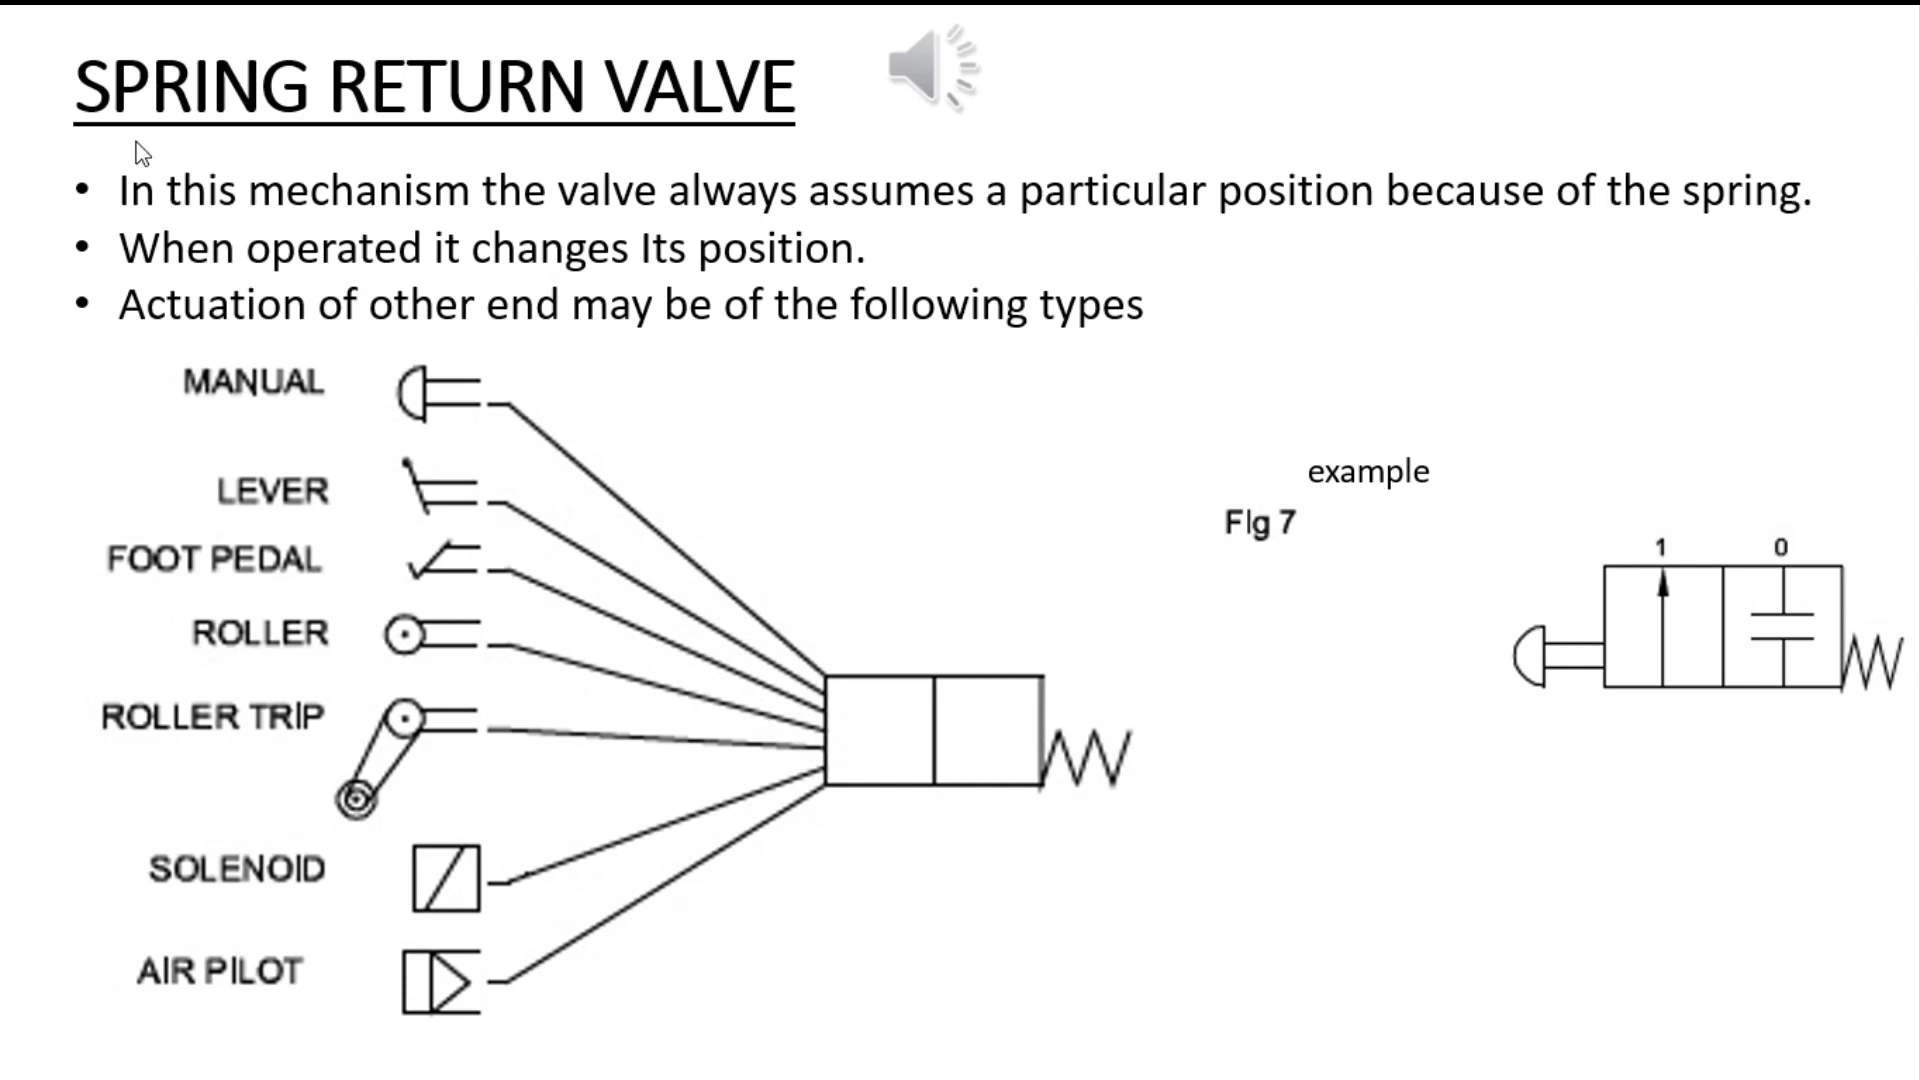 SPRING RETURN VALVE
• In this mechanism the valve always assumes a particular position because of the spring.
• When operated it changes Its position.
• Actuation of other end may be of the following types
MANUAL
LEVER
FOOT PEDAL
ROLLER
ROLLER TRIP
SOLENOID
AIR PILOT
example
FIg 7
1 0